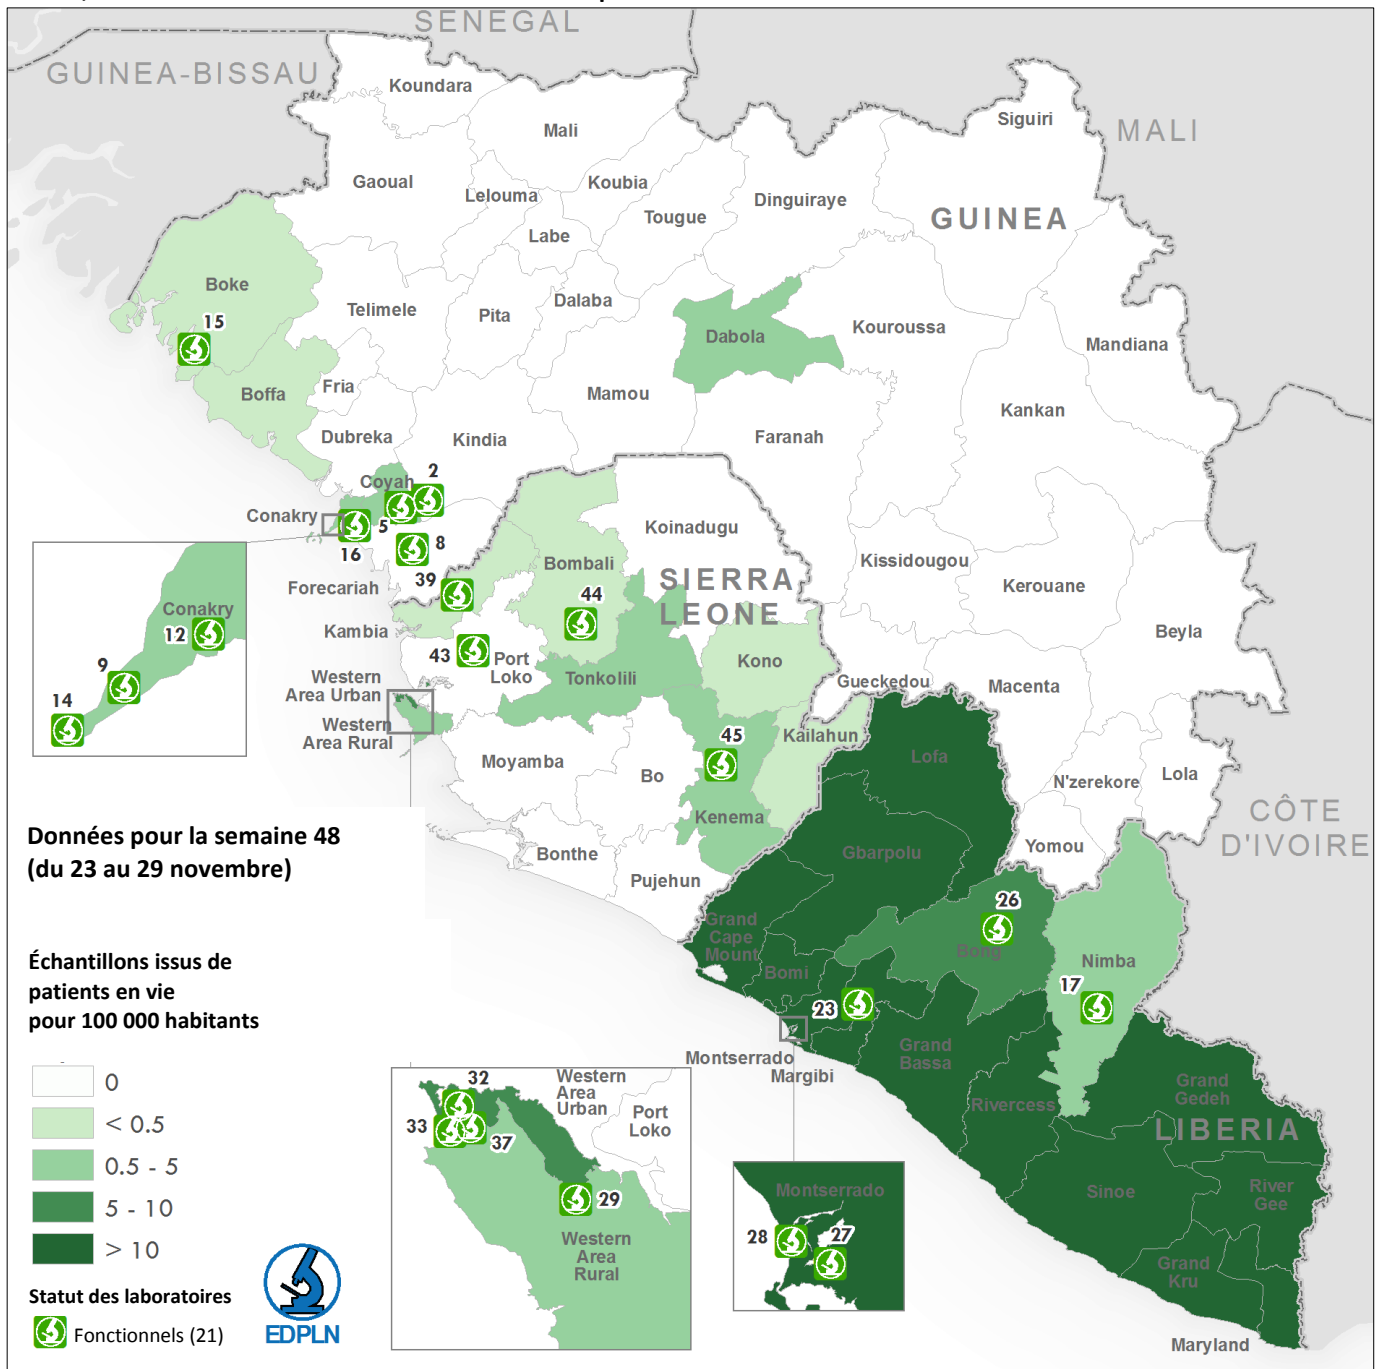 SENEGAL
GUINEA-BISSAU
Koundara
Mali
Siguiri
MALI
Gaoual
Lelouma
Koubia
Dinguiraye
Tougue
GUINEA
Labe
Boke
Telimele
Pita
Dalaba
15
Dabola
Kouroussa
Mandiana
Boffa
Fria
Mamou
Kankan
Dubreka
Kindia
Faranah
Coyah
2
Conakry
5
16
8
Koinadugu
Kissidougou
Forecariah
39
Bombali
SIERRA
LEONE
Kerouane
44
Kambia
43
Port
Loko
Kono
Beyla
Conakry
12
9
14
Western
Area Urban
Western
Area Rural
Tonkolili
Gueckedou
Macenta
45
Kailahun
Moyamba
Bo
Lofa
N'zerekore
Lola
Kenema
CÔTE
D'IVOIRE
Données pour la semaine 48
(du 23 au 29 novembre)
Bonthe
Pujehun
Gbarpolu
Yomou
26
Grand
Cape
Mount
Bong
Nimba
Bomi
17
23
Échantillons issus de
patients en vie
pour 100 000 habitants
Grand
Bassa
Montserrado
Margibi
Rivercess
Grand
Gedeh
LIBERIA
0
< 0.5
0.5 - 5
5 - 10
> 10
32
Western
Area
Urban
Port
Loko
33
37
29
Western
Area
Rural
Montserrado
28
27
Sinoe
River
Gee
Grand
Kru
Maryland
Statut des laboratoires
Fonctionnels (21)
EDPLN